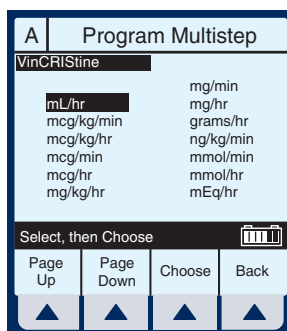 A Program Multistep
VinCRIStine
mL/hr
mcg/kg/min
mcg/kg/hr
mcg/min
mcg/hr
mg/kg/hr
mg/min
mg/hr
grams/hr
ng/kg/min
mmol/min
mmol/hr
mEq/hr
Select, then Choose
Page Up
Page Down
Choose
Back